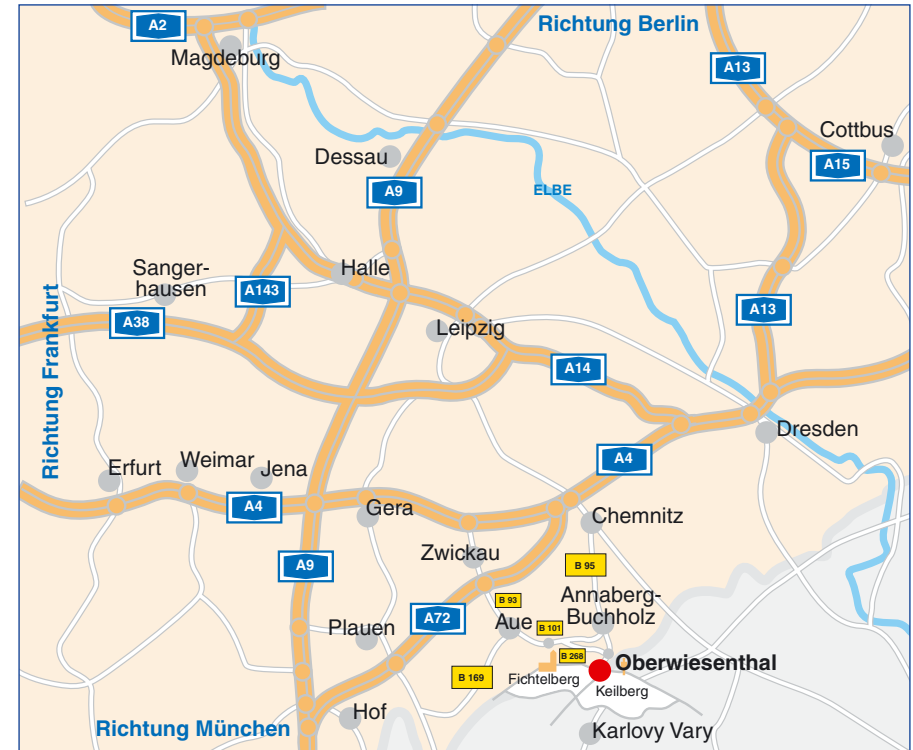 A2
Richtung Berlin
Magdeburg
A13
Cottbus
Dessau
A15
A9
ELBE
Sanger-
hausen
Halle
A143
A38
A13
Leipzig
Richtung Frankfurt
A14
Dresden
Erfurt
Weimar
Jena
A4
A4
Gera
Chemnitz
Zwickau
A9
B 95
B 93
Annaberg-
Buchholz
A72
Aue
Plauen
B 101
B 268
Oberwiesenthal
B 169
Fichtelberg
Keilberg
Hof
Richtung München
Karlovy Vary